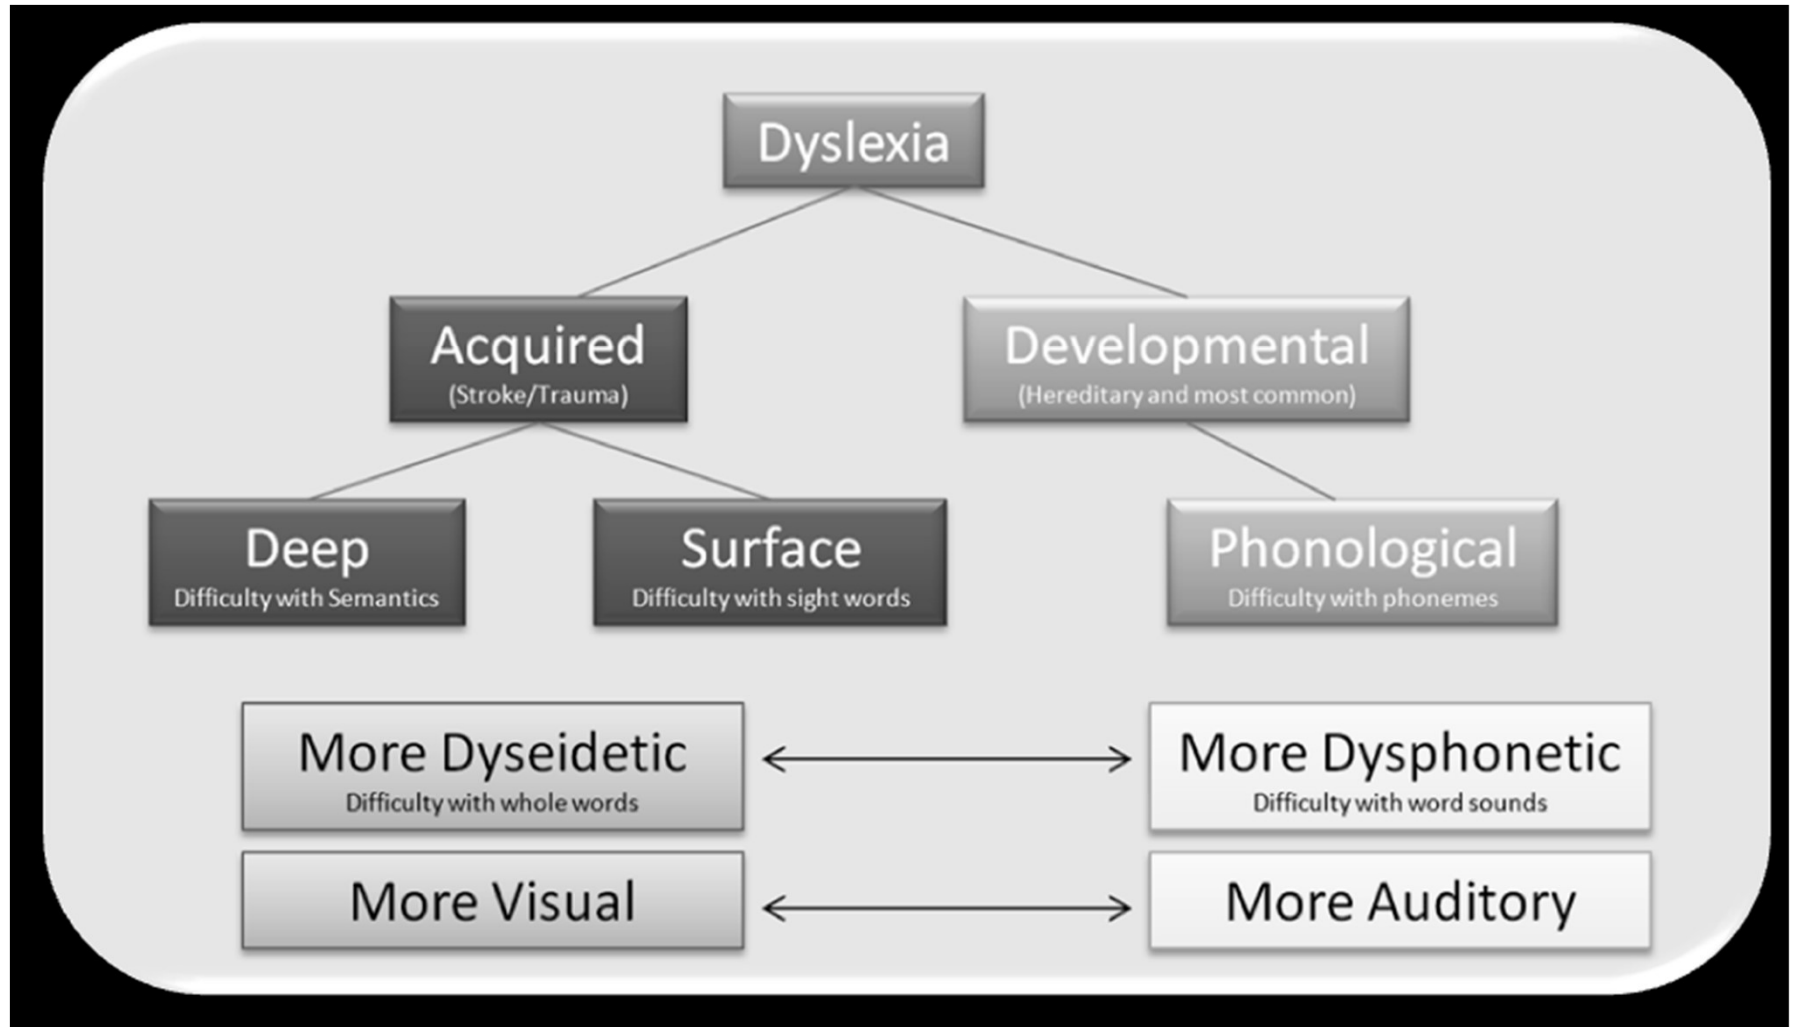 Dyslexia
Acquired
(Stroke/Trauma)
Developmental
(Hereditary and most common)
Deep
Difficulty with Semantics
Surface
Difficulty with sight words
Phonological
Difficulty with phonemes
More Dyseidetic
Difficulty with whole words
More Dysphonetic
Difficulty with word sounds
More Visual
More Auditory